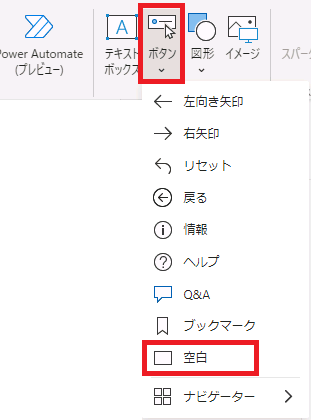 Power Automate
(プレビュー)
テキスト
ボックス
ボタン
図形
イメージ
スパーク
左向き矢印
右矢印
リセット
戻る
情報
ヘルプ
Q&A
ブックマーク
空白
ナビゲーター